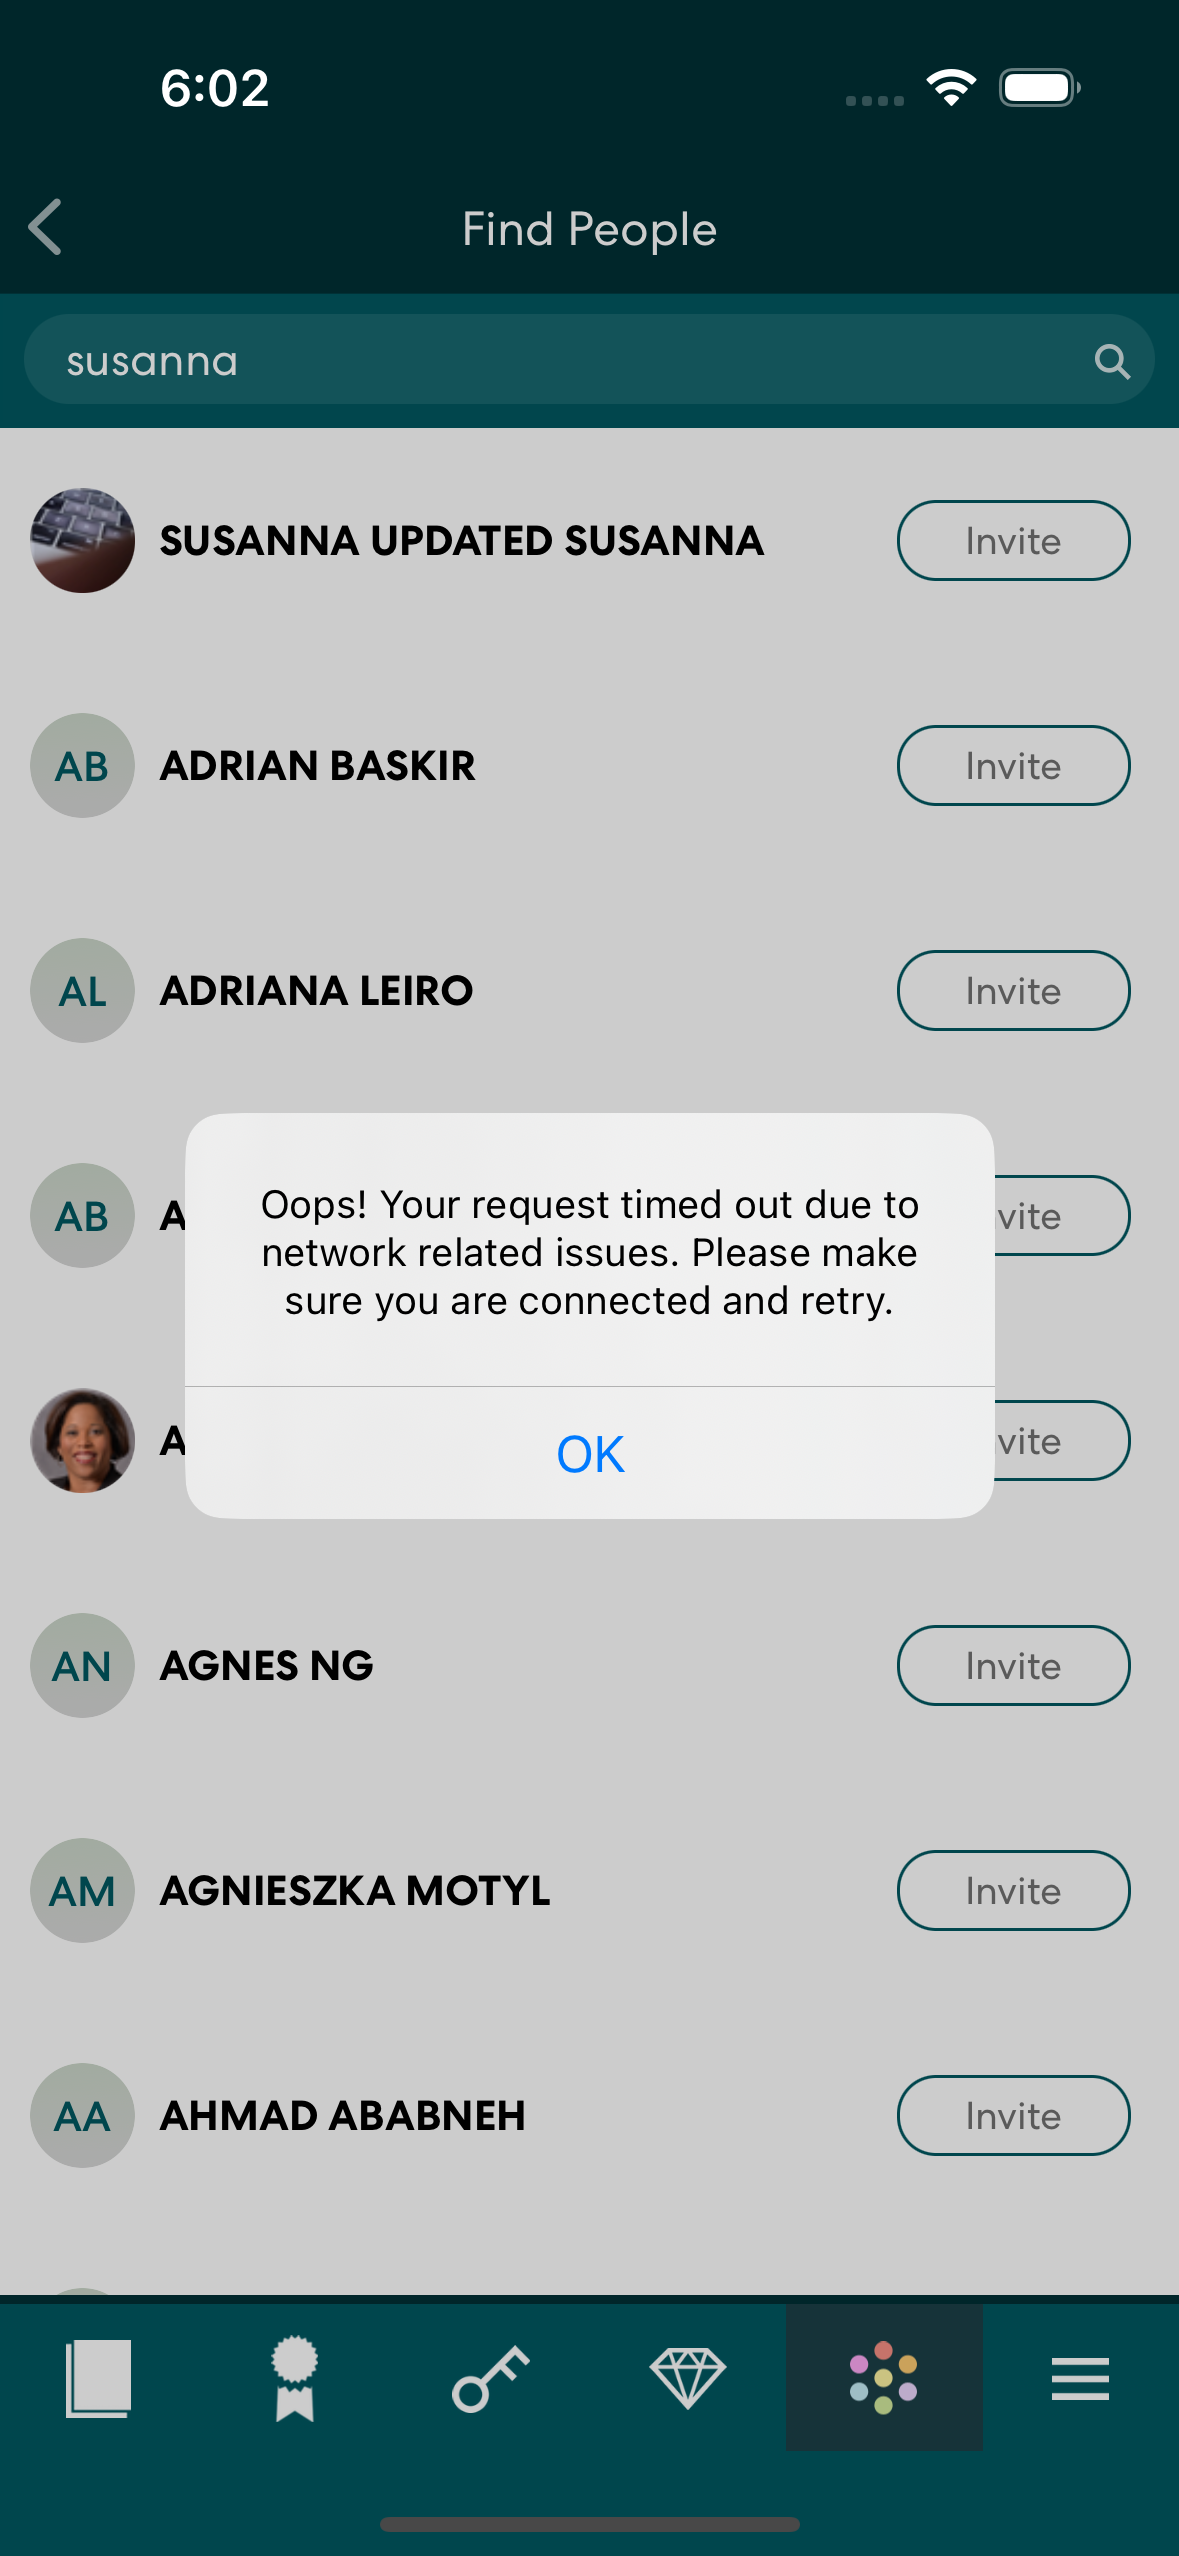 6:02
Find People
susanna
SUSANNA UPDATED SUSANNA
Invite
AB
ADRIAN BASKIR
Invite
AL
ADRIANA LEIRO
Invite
AB
A
vite
Oops! Your request timed out due to
network related issues. Please make
sure you are connected and retry.
A
vite
OK
AN
AGNES NG
Invite
AM
AGNIESZKA MOTYL
Invite
AA
AHMAD ABABNEH
Invite